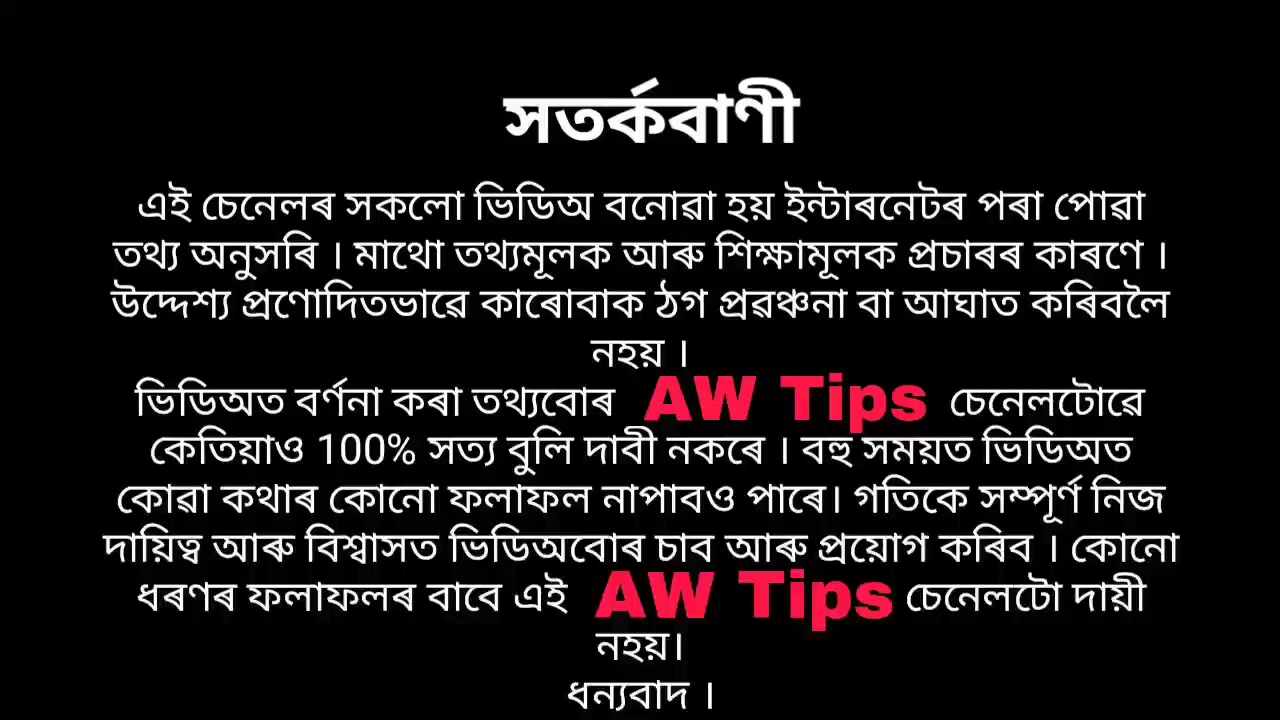 সতৰ্কবাণী
এই চেনেলৰ সকলো ভিডিঅ বনোৱা হয় ইন্টাৰনেটৰ পৰা পোৱা
তথ্য অনুসৰি । মাথো তথ্যমূলক আৰু শিক্ষামূলক প্ৰচাৰৰ কাৰণে ।
উদ্দেশ্য প্ৰণোদিতভাৱে কাৰোবাক ঠগ প্ৰৱঞ্চনা বা আঘাত কৰিবলৈ
নহয় ।
ভিডিঅত বৰ্ণনা কৰা তথ্যবোৰ AW Tips চেনেলটোৱে
কেতিয়াও 100% সত্য বুলি দাবী নকৰে । বহু সময়ত ভিডিঅত
কোৱা কথাৰ কোনো ফলাফল নাপাবও পাৰে। গতিকে সম্পূৰ্ণ নিজ
দায়িত্ব আৰু বিশ্বাসত ভিডিঅবোৰ চাব আৰু প্ৰয়োগ কৰিব । কোনো
ধৰণৰ ফলাফলৰ বাবে এই AW Tips চেনেলটো দায়ী
নহয়।
ধন্যবাদ ।